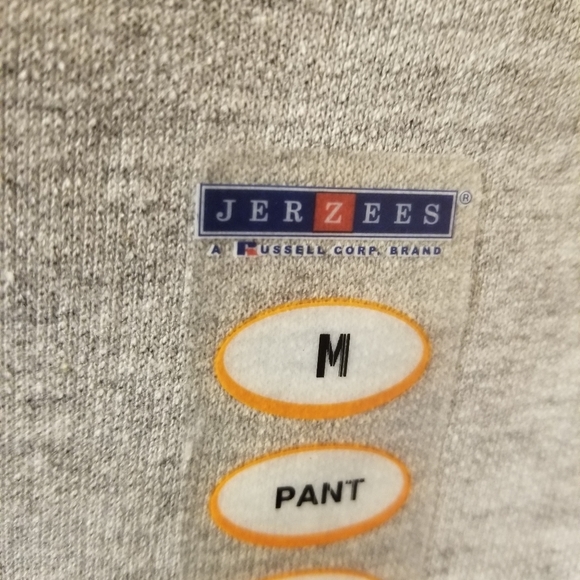 JERZEES®
A RUSSELL CORP. BRAND
M
PANT